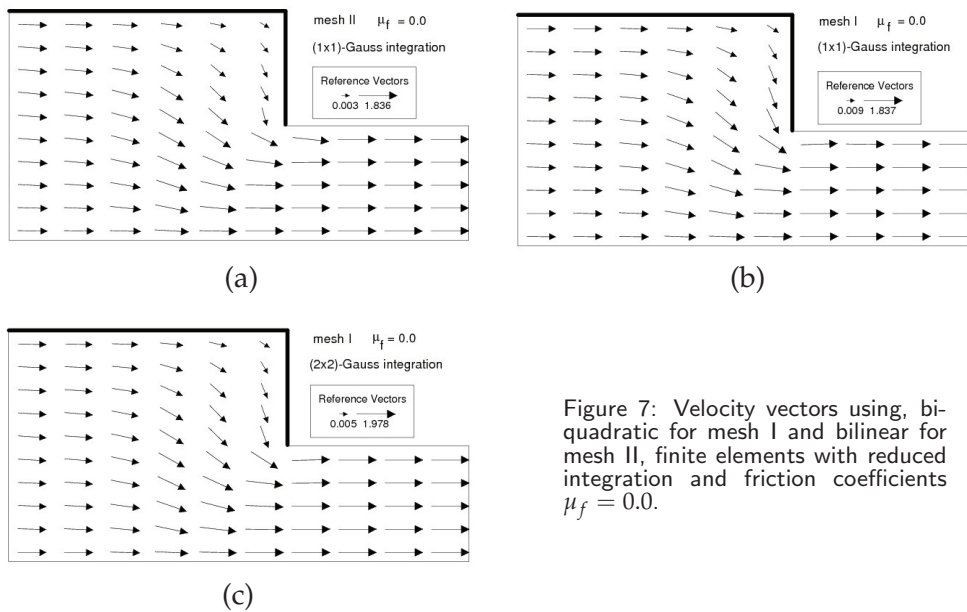 mesh II μf = 0.0
(1x1)-Gauss integration
Reference Vectors
0.003 1.836
(a)
mesh I μf = 0.0
(1x1)-Gauss integration
Reference Vectors
0.009 1.837
(b)
mesh I μf = 0.0
(2x2)-Gauss integration
Reference Vectors
0.005 1.978
(c)
Figure 7: Velocity vectors using, bi-
quadratic for mesh I and bilinear for
mesh II, finite elements with reduced
integration and friction coefficients
μf = 0.0.